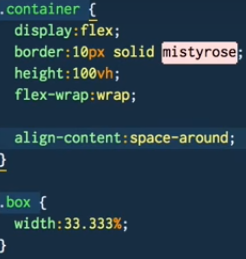 .container {
display:flex;
border:10px solid mistyrose;
height:100vh;
flex-wrap:wrap;
align-content:space-around;
}
.box {
width:33.333%;
}